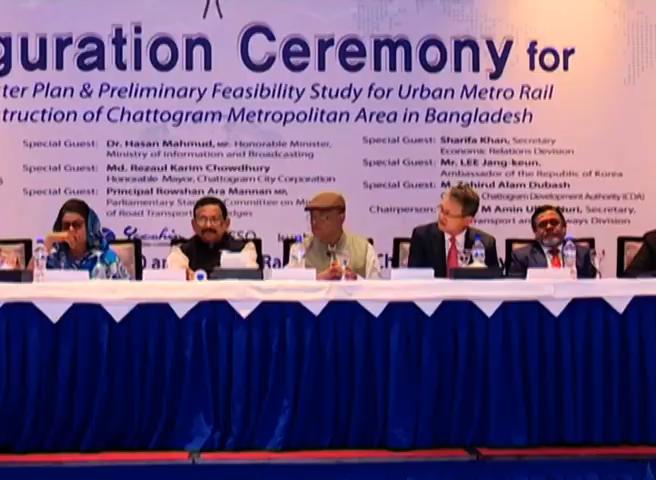 guration Ceremony for
ter Plan & Preliminary Feasibility Study for Urban Metro Rail
struction of Chattogram Metropolitan Area in Bangladesh
Special Guest: Dr. Hasan Mahmud, MP, Honorable Minister,
Ministry of Information and Broadcasting
Special Guest: Md. Rezaul Karim Chowdhury
Honorable Mayor, Chattogram City Corporation
Special Guest: Principal Rowshan Ara Mannan MP,
Parliamentary Committee on
of Road Transport
Special Guest: Sharifa Khan, Secretary
Economic Relations Division
Special Guest: Mr. LEE Jang-keun,
Ambassador of the Republic of Korea
Special Guest: M. Zahirul Alam Dubash
Chattogram Development Authority (CDA)
Chairperson: M Amin Secretary,
Division